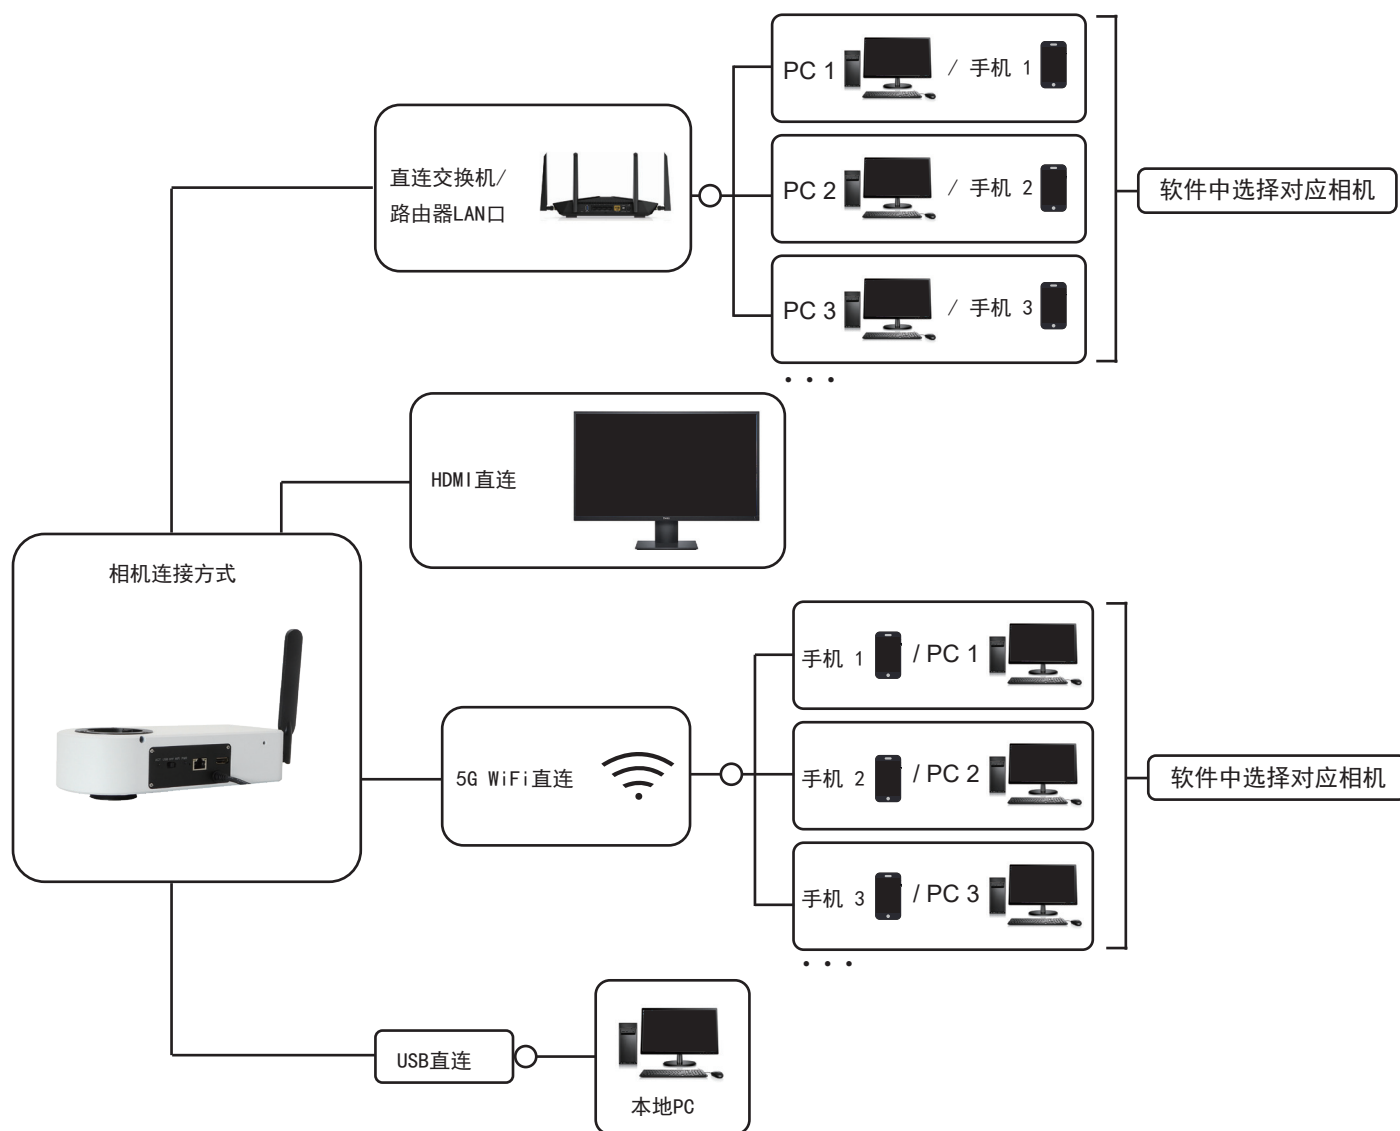 PC 1 / 手机 1
直连交换机/
路由器LAN口
PC 2 / 手机 2
软件中选择对应相机
PC 3 / 手机 3
...
HDMI直连
相机连接方式
手机 1 / PC 1
5G WiFi直连
手机 2 / PC 2
软件中选择对应相机
手机 3 / PC 3
...
USB直连
本地PC